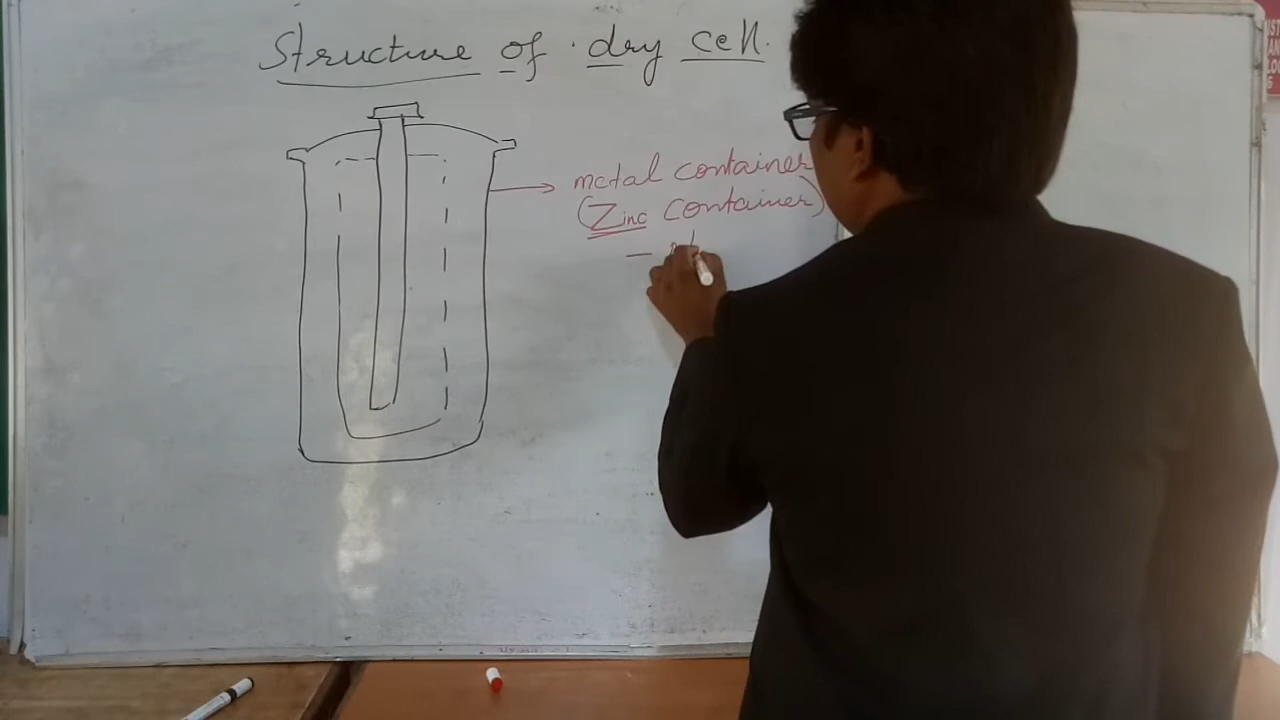 Structure of dry cell.
metal container
(Zinc container)